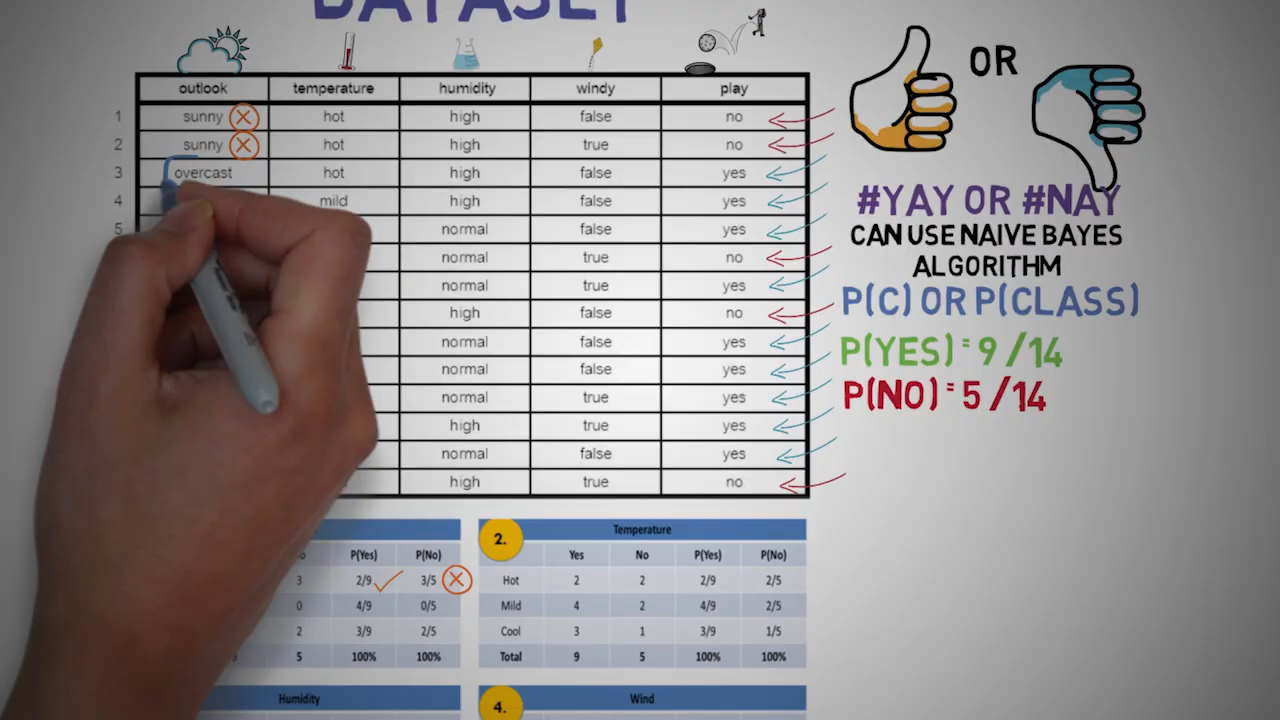 DATASET
outlook temperature humidity windy play
1 sunny hot high false no
2 sunny hot high true no
3 overcast hot high false yes
4 mild high false yes
5 normal false yes
normal true no
normal true yes
high false no
normal false yes
normal false yes
normal true yes
high true yes
normal false yes
high true no
OR
#YAY OR #NAY
CAN USE NAIVE BAYES
ALGORITHM
P(C) OR P(CLASS)
P(YES) = 9 / 14
P(NO) = 5 / 14
P(Yes) P(No)
3 2/9 3/5
0 4/9 0/5
2 3/9 2/5
5 100% 100%
2. Temperature
Yes No P(Yes) P(No)
Hot 2 2 2/9 2/5
Mild 4 2 4/9 2/5
Cool 3 1 3/9 1/5
Total 9 5 100% 100%
Humidity
4. Wind